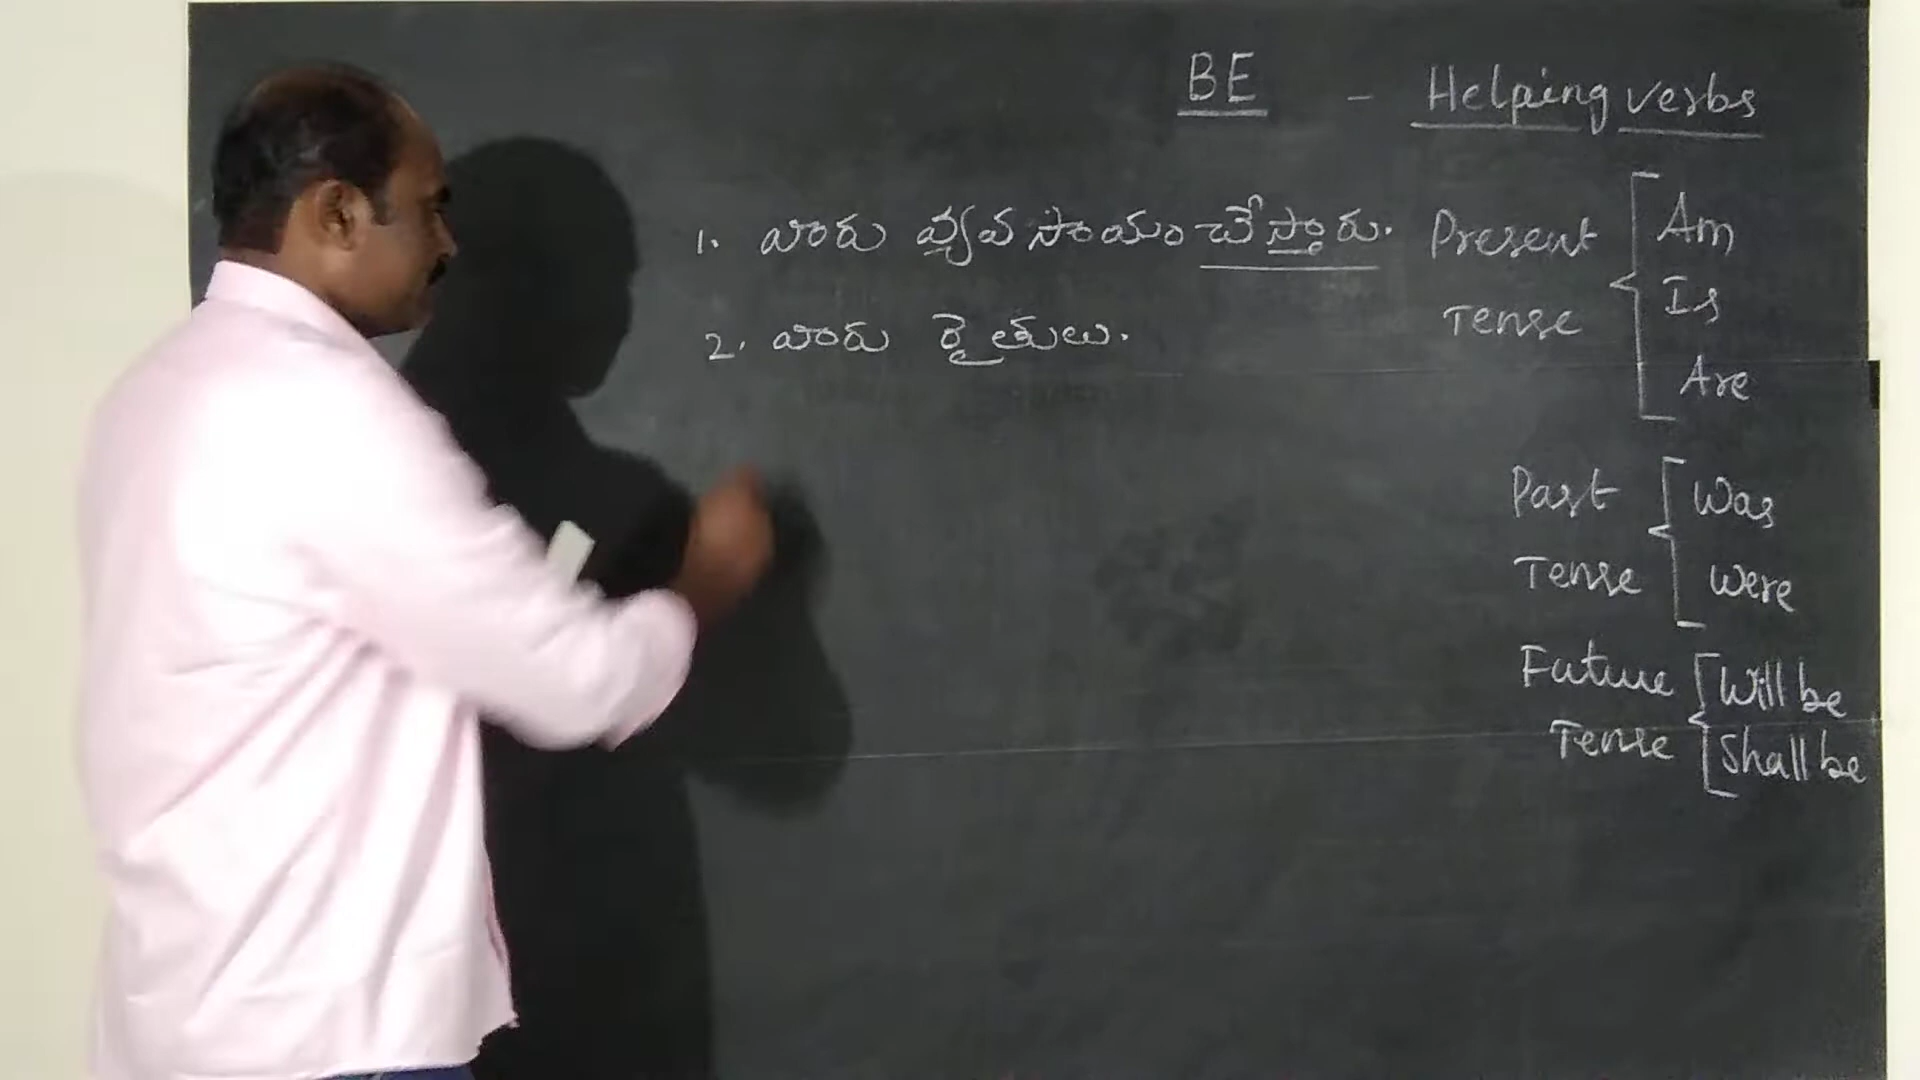 BE - Helping verbs
1. వారు వ్యవసాయం చేస్తారు.
2. వారు రైతులు.
Present Tense
Am
Is
Are
Past Tense
Was
Were
Future Tense
Will be
Shall be